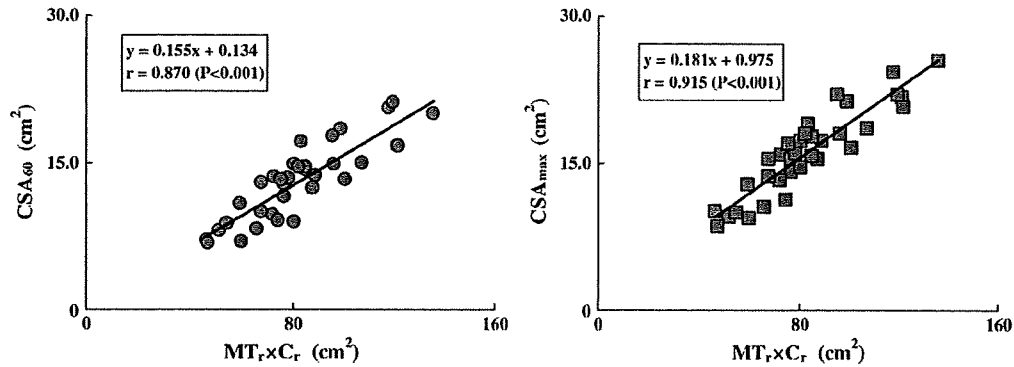 30.0
y = 0.155x + 0.134
r = 0.870 (P<0.001)
15.0
0
0
80
160
CSA₆₀ (cm²)
MTᵣ×Cᵣ (cm²)
30.0
y = 0.181x + 0.975
r = 0.915 (P<0.001)
15.0
0
0
80
160
CSAₘₐₓ (cm²)
MTᵣ×Cᵣ (cm²)